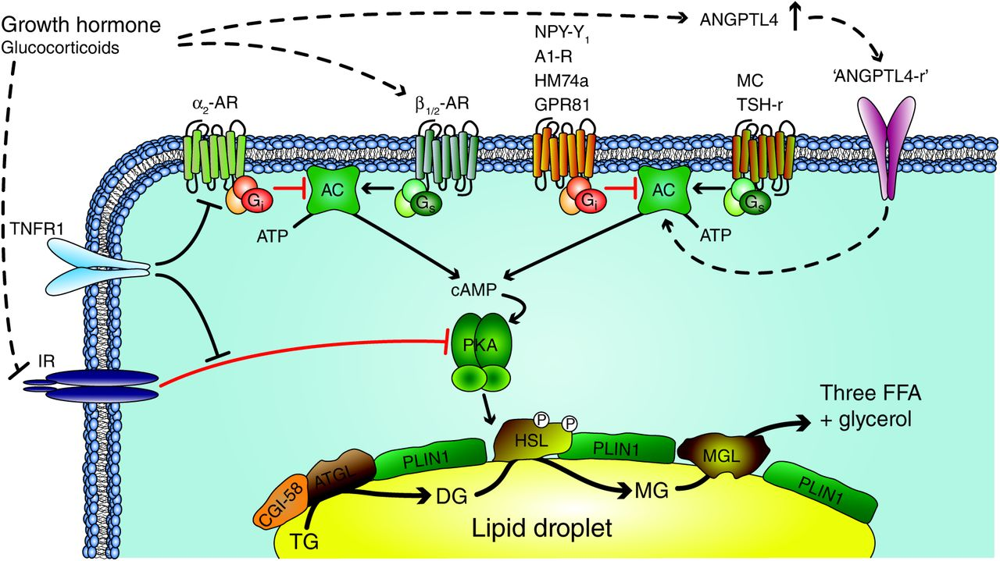 Growth hormone
Glucocorticoids
ANGPTL4
NPY-Y1
A1-R
HM74a
GPR81
MC
TSH-r
'ANGPTL4-r'
α2-AR
β1/2-AR
Gi
AC
Gs
Gi
AC
Gs
ATP
ATP
TNFR1
cAMP
PKA
IR
Three FFA
+ glycerol
P
P
HSL
PLIN1
PLIN1
MGL
ATGL
CGI-58
PLIN1
DG
MG
TG
Lipid droplet